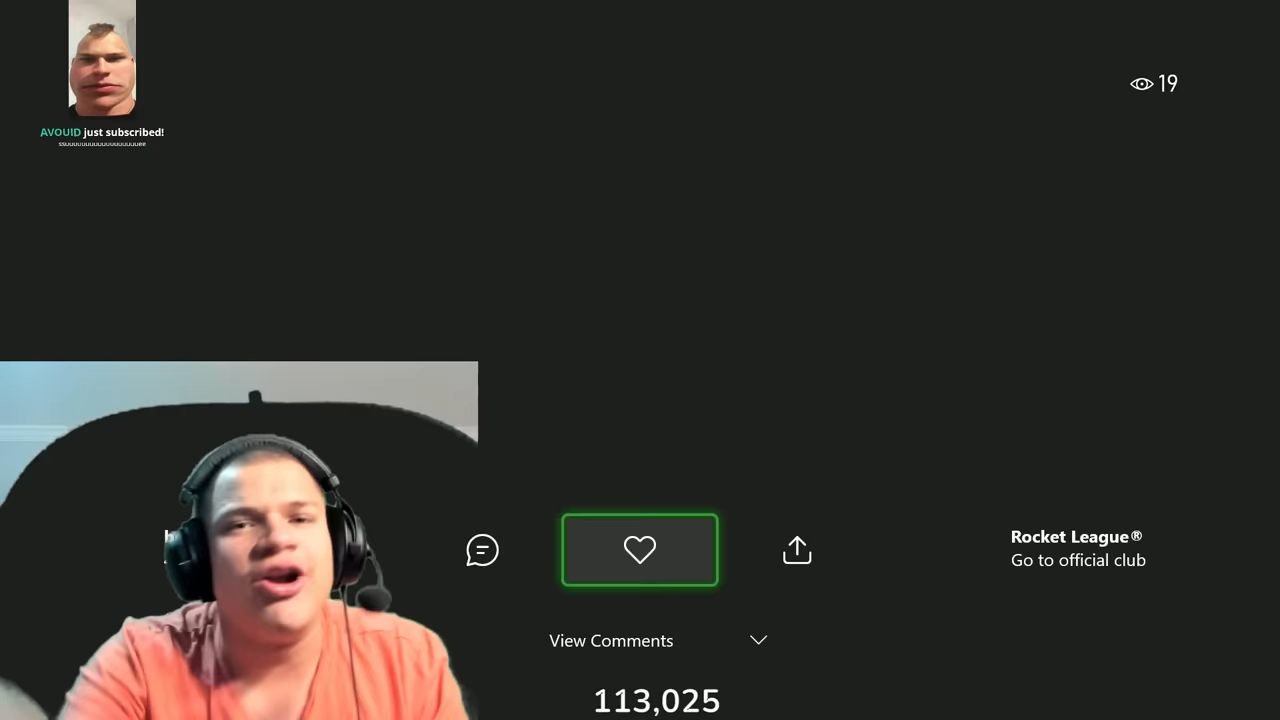 19
AVOUID just subscribed!
Rocket League®
Go to official club
View Comments
113,025